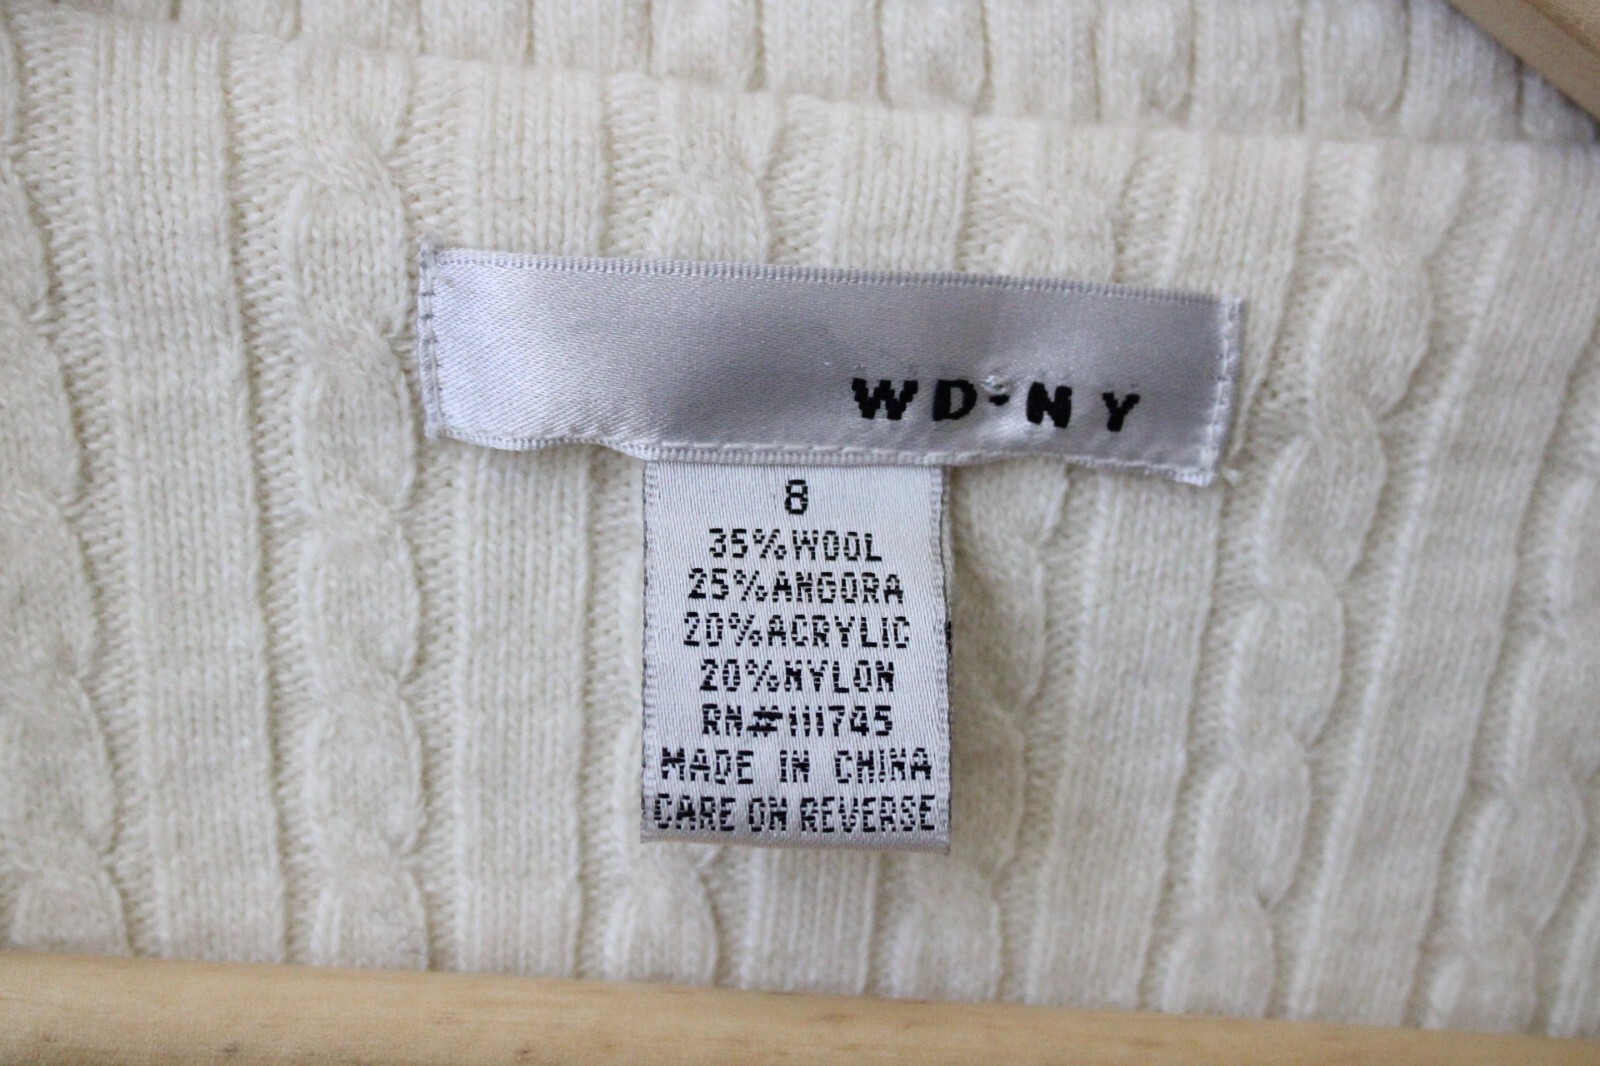 WD·NY
8
35%WOOL
25%ANGORA
20%ACRYLIC
20%NYLON
RN#111745
MADE IN CHINA
CARE ON REVERSE